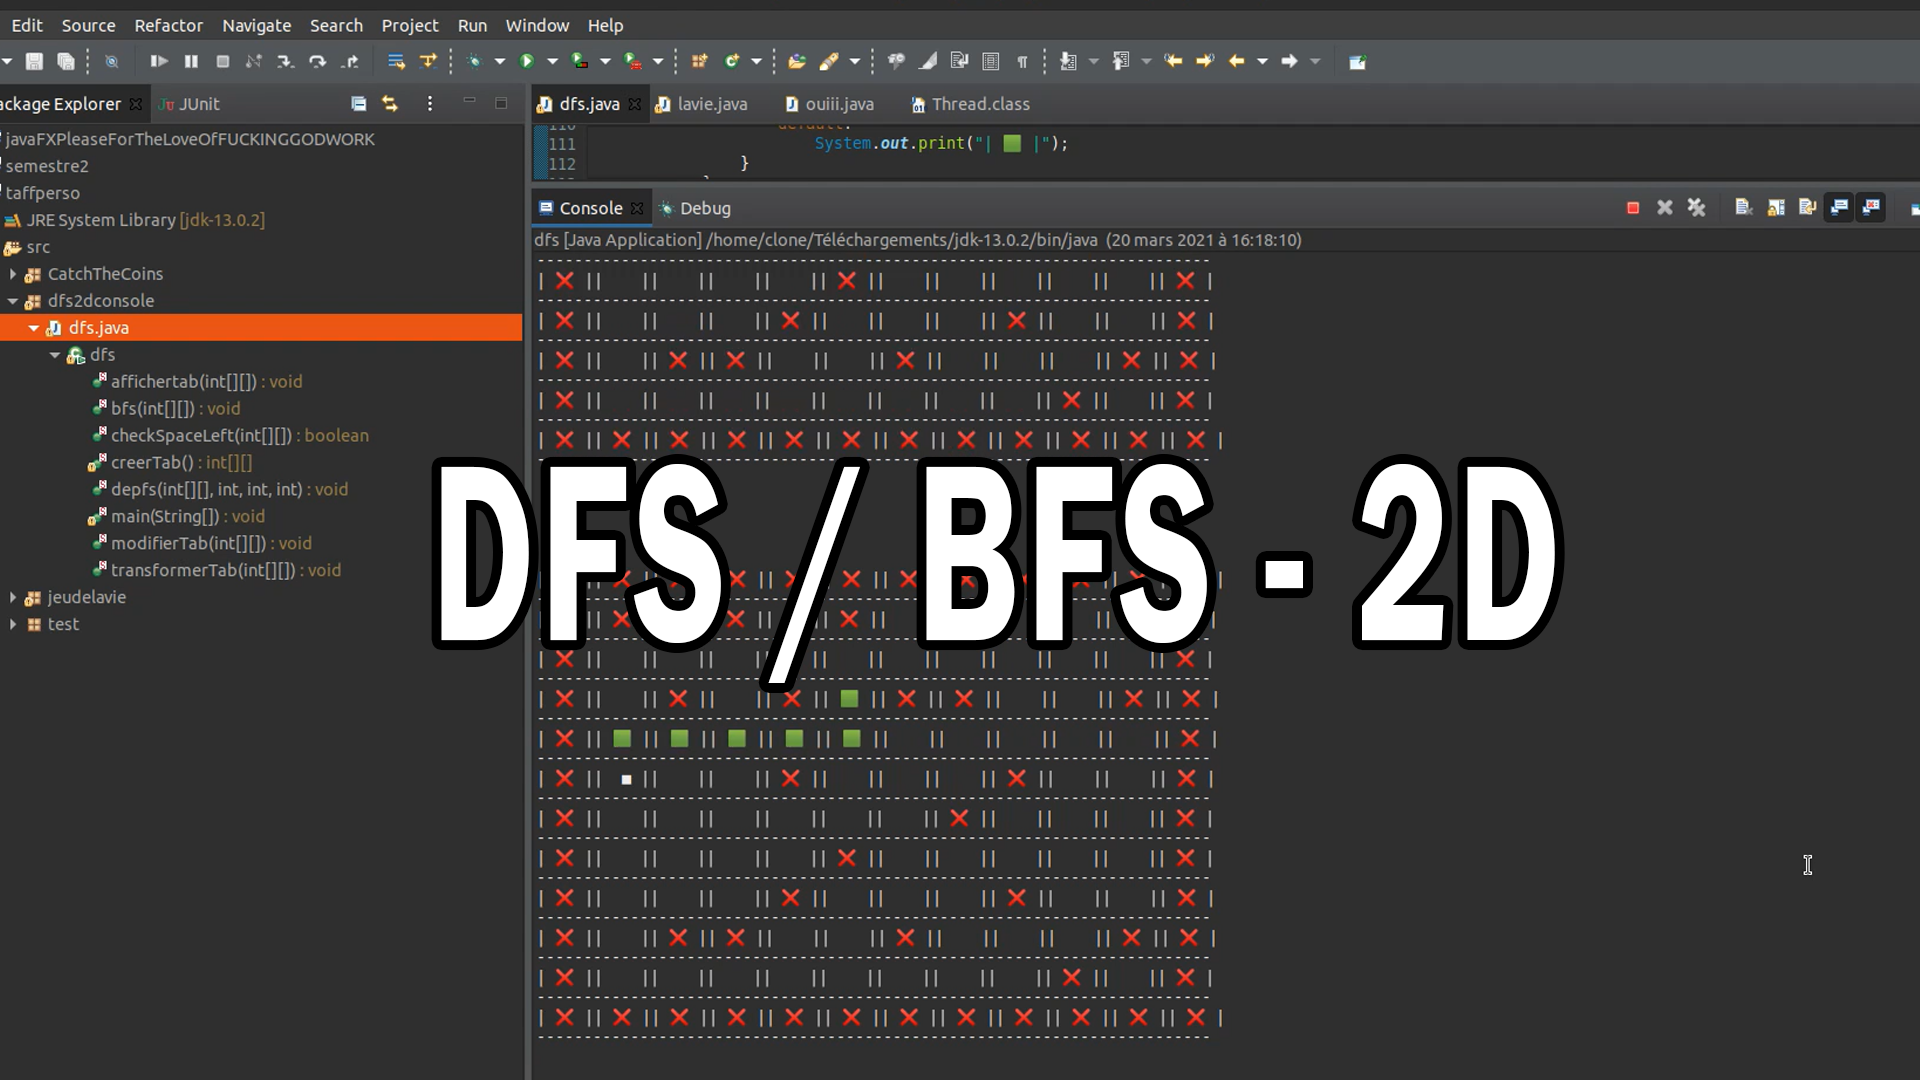 Edit Source Refactor Navigate Search Project Run Window Help
ackage Explorer JUnit
dfs.java lavie.java ouiii.java Thread.class
javaFXPleaseForTheLoveOfFUCKINGGODWORK
semestre2
taffperso
JRE System Library [jdk-13.0.2]
src
CatchTheCoins
dfs2dconsole
dfs.java
dfs
affichertab(int[][]) : void
bfs(int[][]) : void
checkSpaceLeft(int[][]) : boolean
creerTab() : int[][]
depfs(int[][], int, int, int) : void
main(String[]) : void
modifierTab(int[][]) : void
transformerTab(int[][]) : void
jeudelavie
test
110 default:
111 System.out.print("| 🟩 |");
112 }
Console Debug
dfs [Java Application] /home/clone/Téléchargements/jdk-13.0.2/bin/java (20 mars 2021 à 16:18:10)
DFS / BFS - 2D